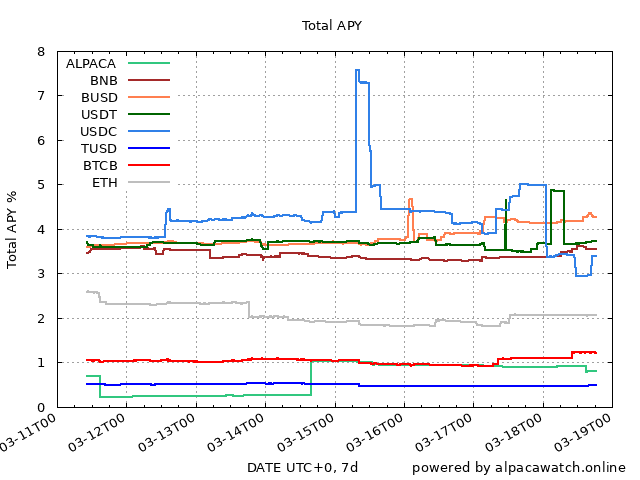 Total APY
8
7
6
5
4
3
2
1
0
Total APY %
ALPACA
BNB
BUSD
USDT
USDC
TUSD
BTCB
ETH
03-11T00
03-12T00
03-13T00
03-14T00
03-15T00
03-16T00
03-17T00
03-18T00
03-19T00
DATE UTC+0, 7d
powered by alpacawatch.online